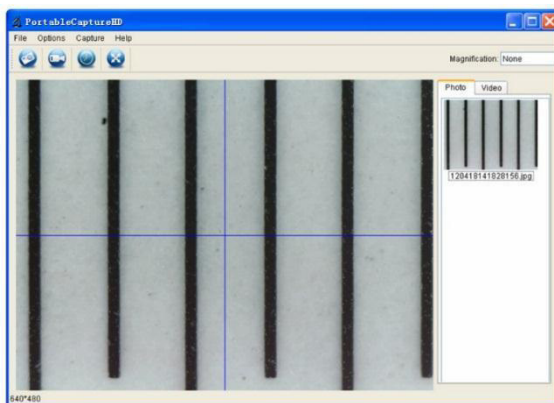 PortableCaptureHD
File Options Capture Help
Magnification: None
Photo Video
120418141828156.jpg
640*480